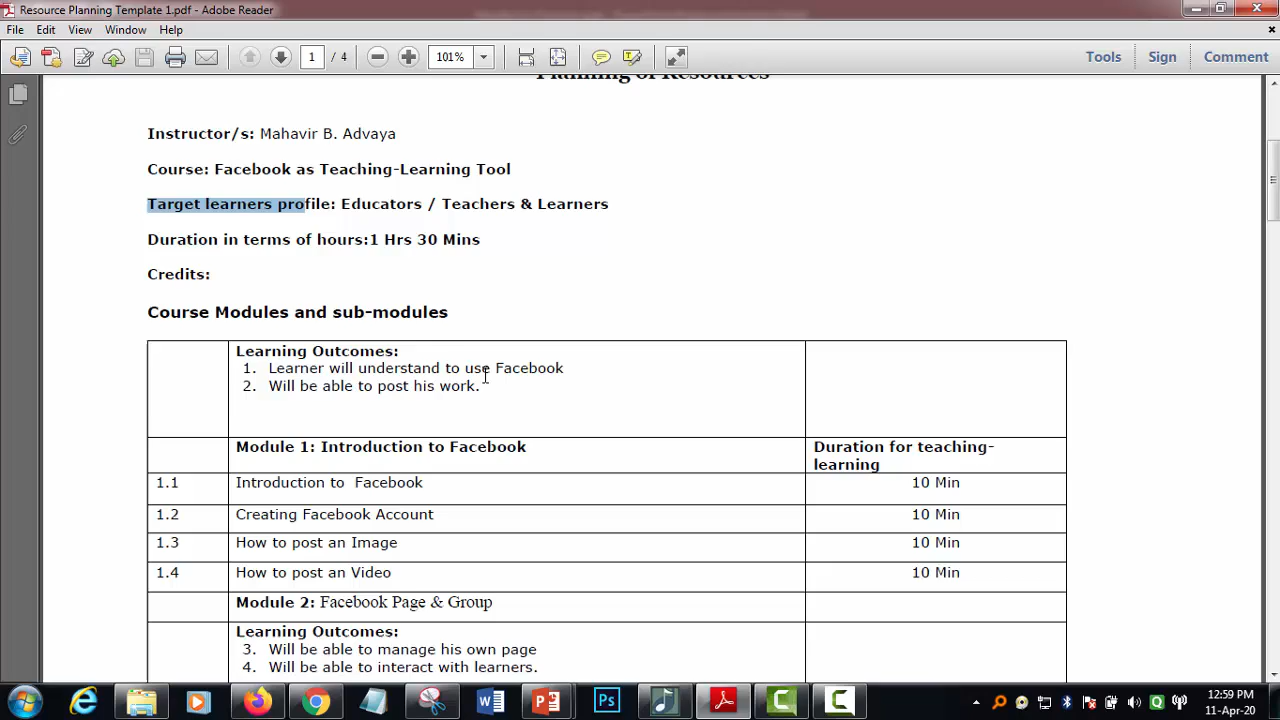 Resource Planning Template 1.pdf - Adobe Reader
File Edit View Window Help
1 / 4 101% Tools Sign Comment
Planning of Resources
Instructor/s: Mahavir B. Advaya
Course: Facebook as Teaching-Learning Tool
Target learners profile: Educators / Teachers & Learners
Duration in terms of hours:1 Hrs 30 Mins
Credits:
Course Modules and sub-modules
Learning Outcomes:
1. Learner will understand to use Facebook
2. Will be able to post his work.
Module 1: Introduction to Facebook Duration for teaching-
learning
1.1 Introduction to Facebook 10 Min
1.2 Creating Facebook Account 10 Min
1.3 How to post an Image 10 Min
1.4 How to post an Video 10 Min
Module 2: Facebook Page & Group
Learning Outcomes:
3. Will be able to manage his own page
4. Will be able to interact with learners.
12:59 PM
11-Apr-20